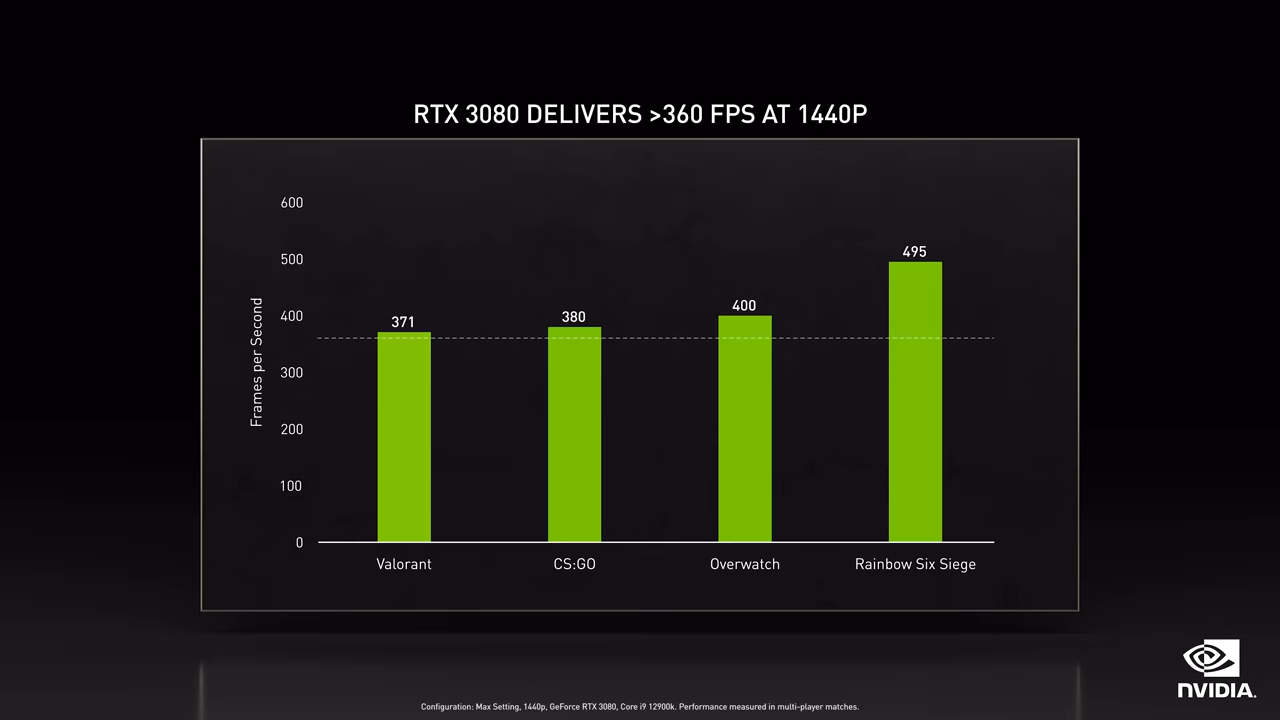 RTX 3080 DELIVERS >360 FPS AT 1440P
Frames per Second
600
500
400
300
200
100
0
371
380
400
495
Valorant
CS:GO
Overwatch
Rainbow Six Siege
NVIDIA.
Configuration: Max Setting, 1440p, GeForce RTX 3080, Core i9 12900k. Performance measured in multi-player matches.